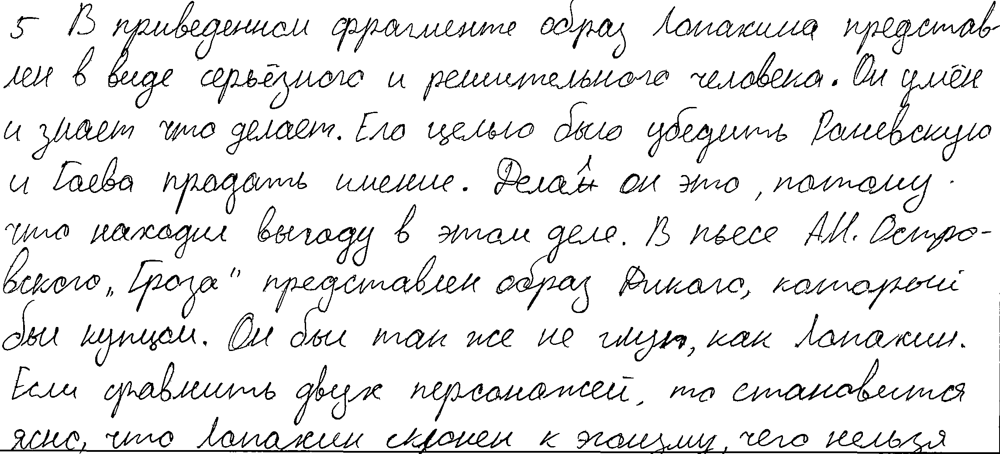 5 В приведенном фрагменте образ Лопахина представ-
лен в виде серьёзного и решительного человека. Он умён
и знает что делает. Его целью было убедить Раневскую
и Гаева продать имение. Делал он это, потому
что находил выгоду в этом деле. В пьесе А.Н. Остро-
вского „Гроза" представлен образ Дикого, который
был купцом. Он был так же не глуп, как Лопахин.
Если сравнить двух персонажей, то становится
ясно, что Лопахин склонен к эгоизму, чего нельзя